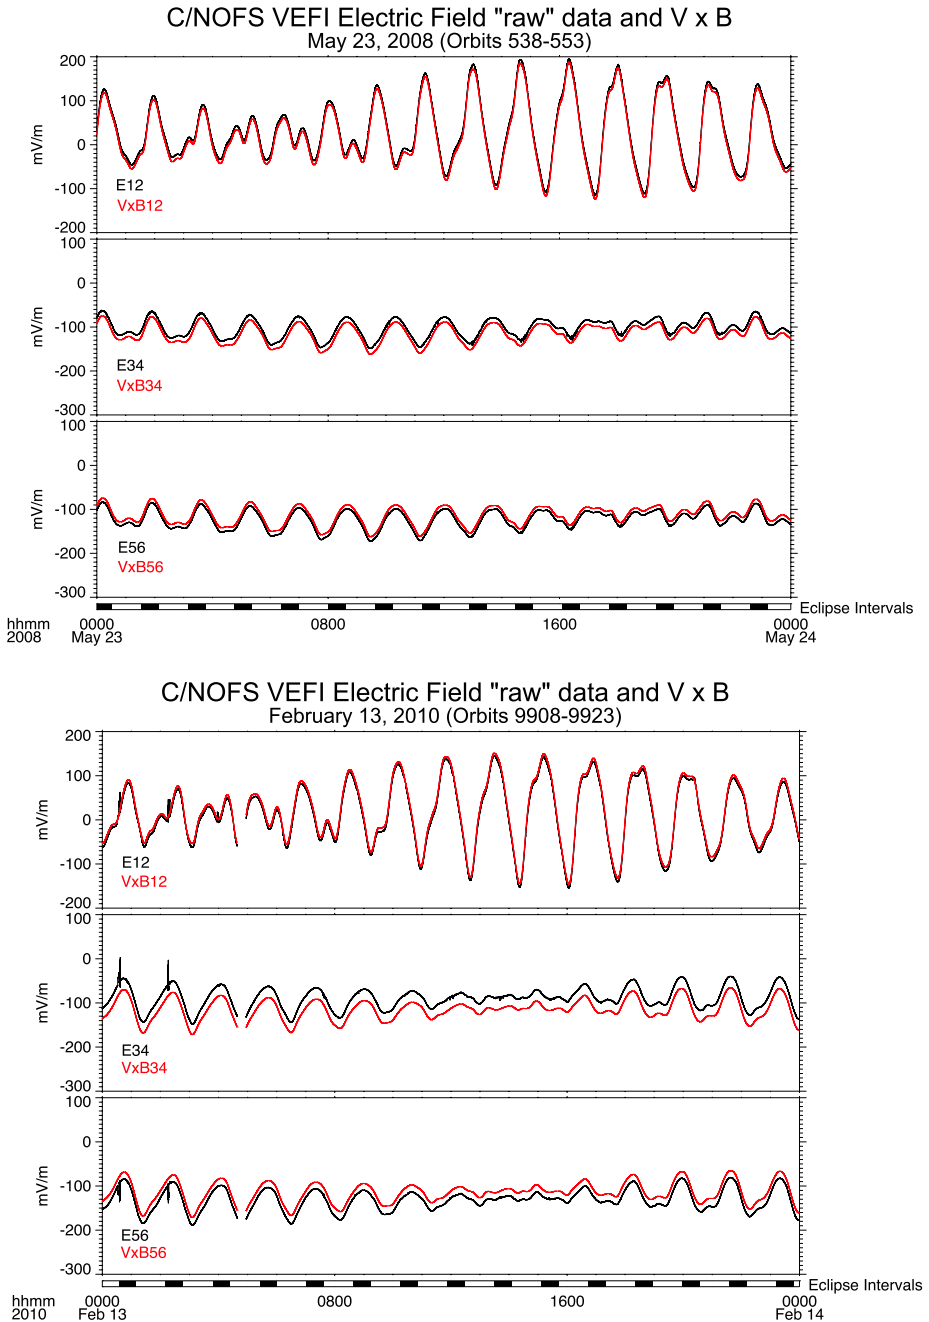 C/NOFS VEFI Electric Field "raw" data and V x B
May 23, 2008 (Orbits 538-553)
200
100
0
-100
-200
mV/m
E12
VxB12
100
0
-100
-200
-300
mV/m
E34
VxB34
100
0
-100
-200
-300
mV/m
E56
VxB56
Eclipse Intervals
hhmm 0000 0800 1600 0000
2008 May 23 May 24
C/NOFS VEFI Electric Field "raw" data and V x B
February 13, 2010 (Orbits 9908-9923)
200
100
0
-100
-200
mV/m
E12
VxB12
100
0
-100
-200
-300
mV/m
E34
VxB34
100
0
-100
-200
-300
mV/m
E56
VxB56
Eclipse Intervals
hhmm 0000 0800 1600 0000
2010 Feb 13 Feb 14